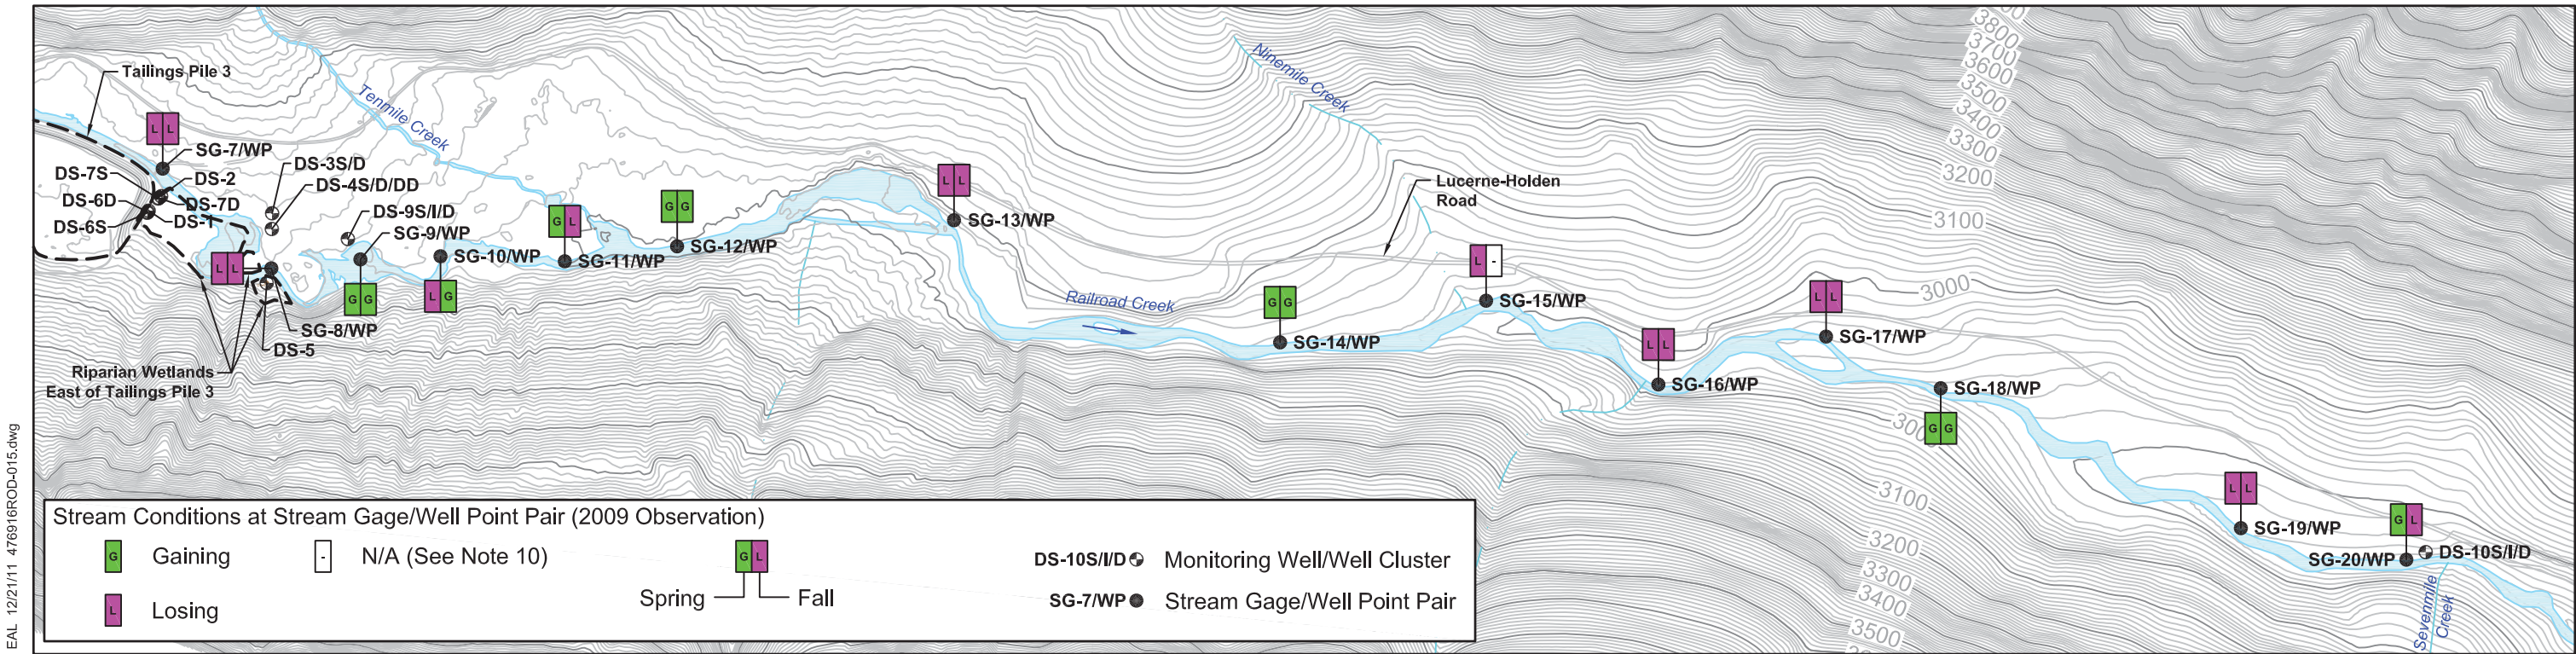 Tailings Pile 3
L L
SG-7/WP
DS-7S
DS-2
DS-6D
DS-7D
DS-6S
DS-1
DS-3S/D
DS-4S/D/DD
DS-9S/I/D
SG-9/WP
Tenmile Creek
L L
G G
L G
SG-10/WP
SG-8/WP
DS-5
Riparian Wetlands
East of Tailings Pile 3
G L
SG-11/WP
G G
SG-12/WP
L L
SG-13/WP
Ninemile Creek
Railroad Creek
Lucerne-Holden
Road
G G
SG-14/WP
L -
SG-15/WP
L L
SG-16/WP
L L
SG-17/WP
SG-18/WP
G G
L L
SG-19/WP
G L
SG-20/WP
DS-10S/I/D
Sevenmile
Creek
3800
3700
3600
3500
3400
3300
3200
3100
3000
3100
3200
3300
3400
3500
Stream Conditions at Stream Gage/Well Point Pair (2009 Observation)
G Gaining
- N/A (See Note 10)
L Losing
G L
Spring Fall
DS-10S/I/D Monitoring Well/Well Cluster
SG-7/WP Stream Gage/Well Point Pair
EAL 12/21/11 476916ROD-015.dwg